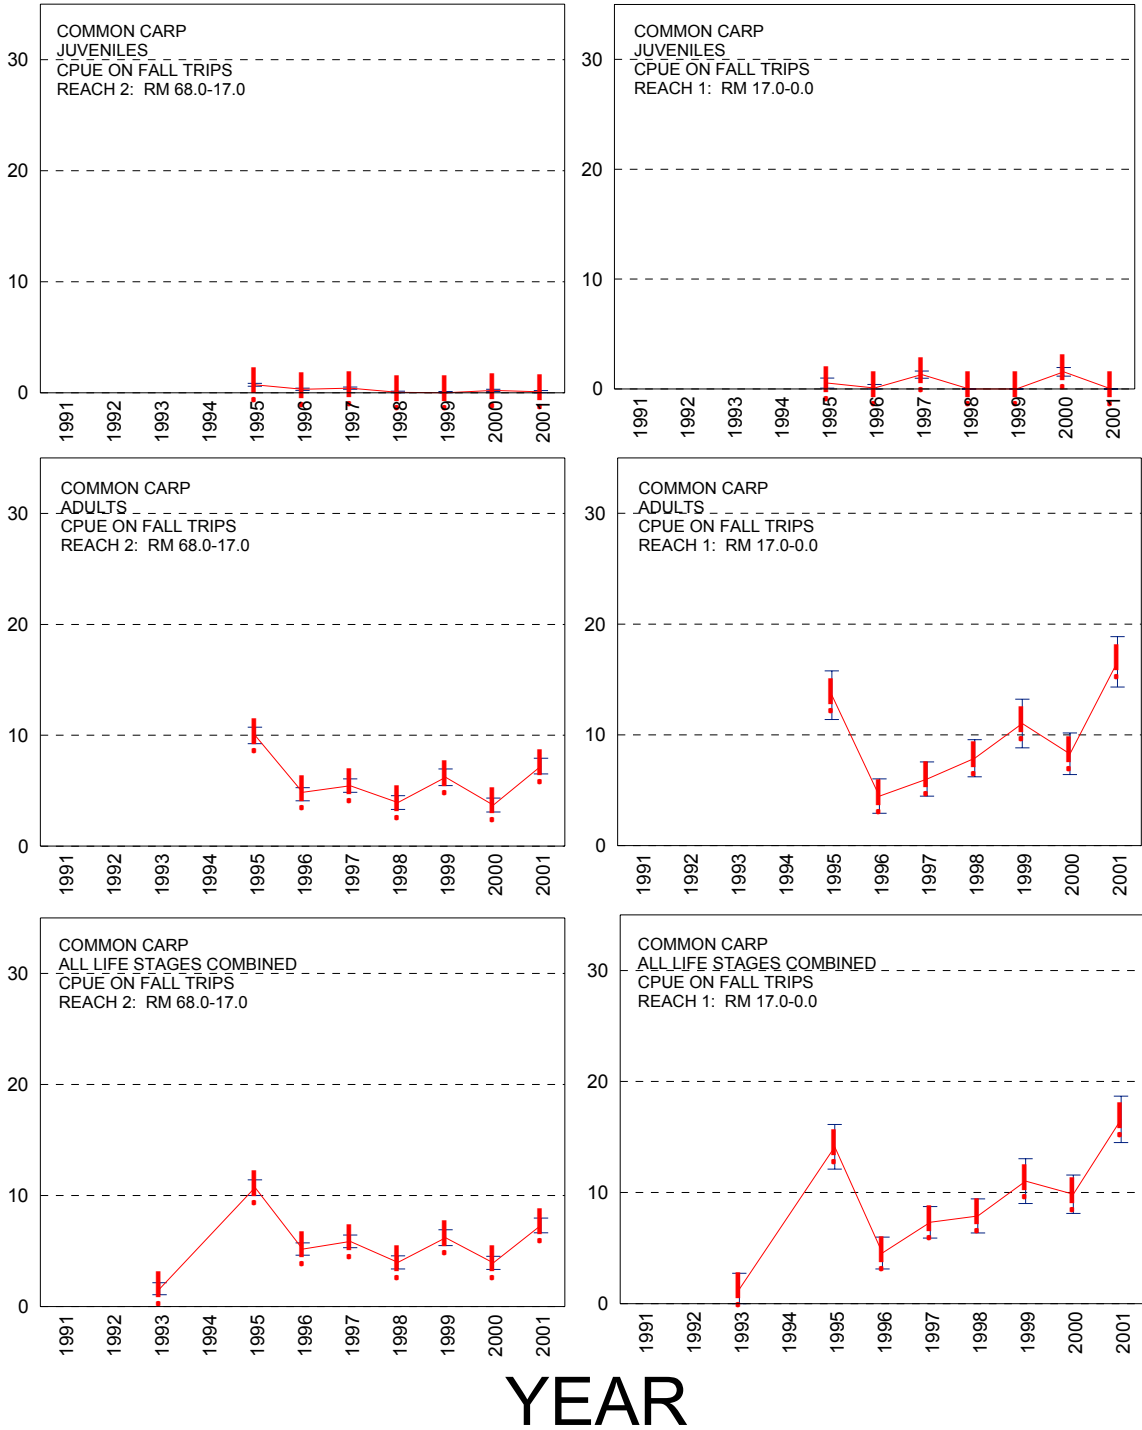 COMMON CARP
JUVENILES
CPUE ON FALL TRIPS
REACH 2: RM 68.0-17.0
30
20
10
0
1991 1992 1993 1994 1995 1996 1997 1998 1999 2000 2001
COMMON CARP
JUVENILES
CPUE ON FALL TRIPS
REACH 1: RM 17.0-0.0
30
20
10
0
1991 1992 1993 1994 1995 1996 1997 1998 1999 2000 2001
COMMON CARP
ADULTS
CPUE ON FALL TRIPS
REACH 2: RM 68.0-17.0
30
20
10
0
1991 1992 1993 1994 1995 1996 1997 1998 1999 2000 2001
COMMON CARP
ADULTS
CPUE ON FALL TRIPS
REACH 1: RM 17.0-0.0
30
20
10
0
1991 1992 1993 1994 1995 1996 1997 1998 1999 2000 2001
COMMON CARP
ALL LIFE STAGES COMBINED
CPUE ON FALL TRIPS
REACH 2: RM 68.0-17.0
30
20
10
0
1991 1992 1993 1994 1995 1996 1997 1998 1999 2000 2001
COMMON CARP
ALL LIFE STAGES COMBINED
CPUE ON FALL TRIPS
REACH 1: RM 17.0-0.0
30
20
10
0
1991 1992 1993 1994 1995 1996 1997 1998 1999 2000 2001
YEAR